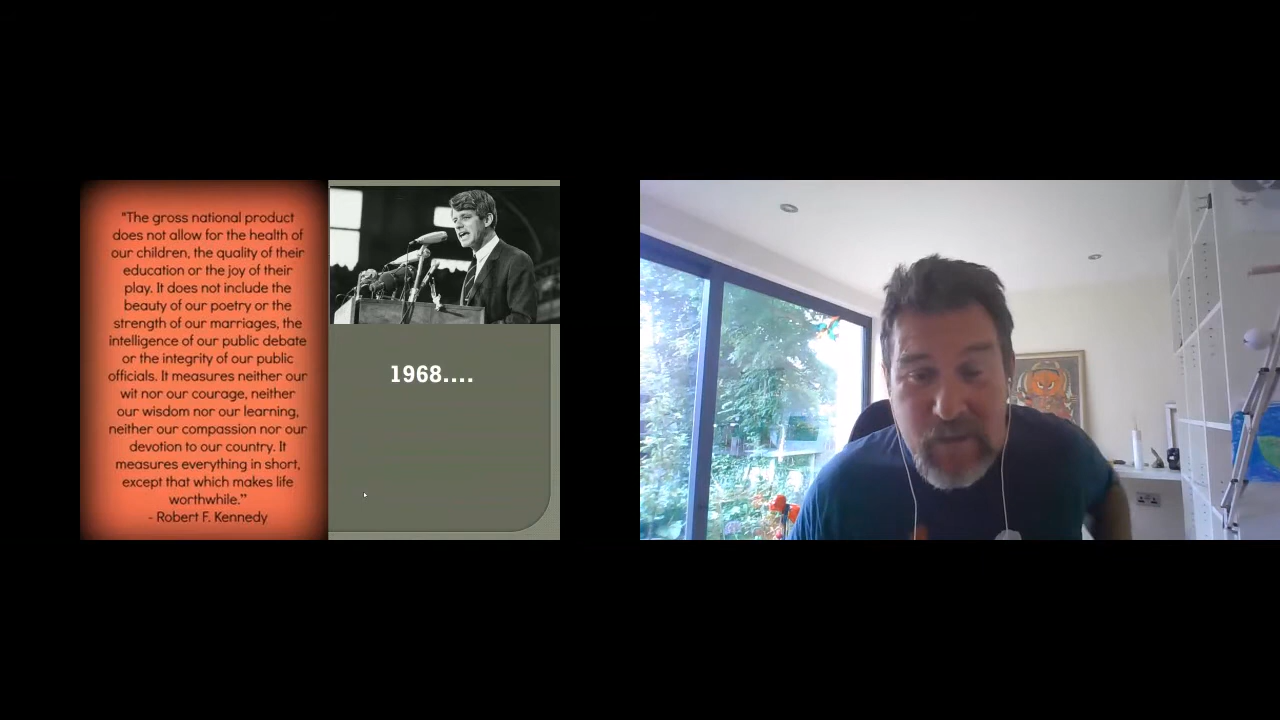 "The gross national product
does not allow for the health of
our children, the quality of their
education or the joy of their
play. It does not include the
beauty of our poetry or the
strength of our marriages, the
intelligence of our public debate
or the integrity of our public
officials. It measures neither our
wit nor our courage, neither
our wisdom nor our learning,
neither our compassion nor our
devotion to our country. It
measures everything in short,
except that which makes life
worthwhile.”
- Robert F. Kennedy
1968....